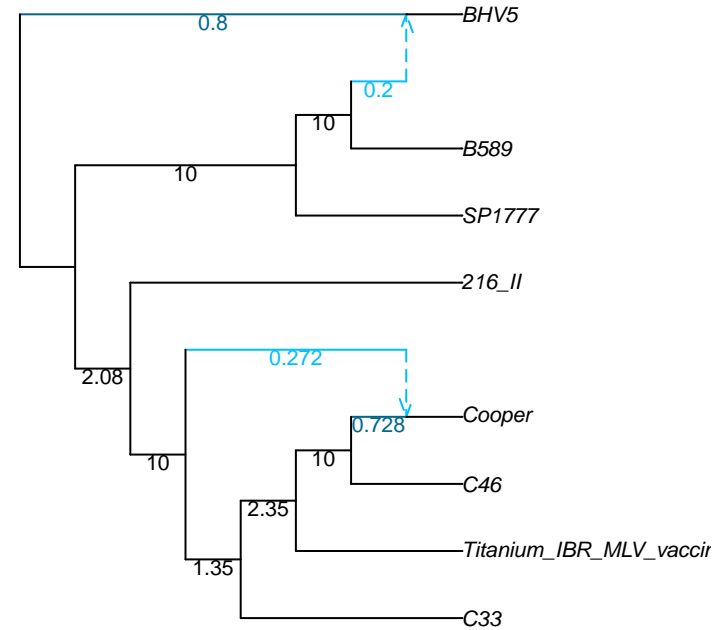 BHV5
0.8
0.2
10
B589
10
SP1777
216_II
0.272
2.08
Cooper
0.728
10
10
C46
2.35
Titanium_IBR_MLV_vaccin
1.35
C33